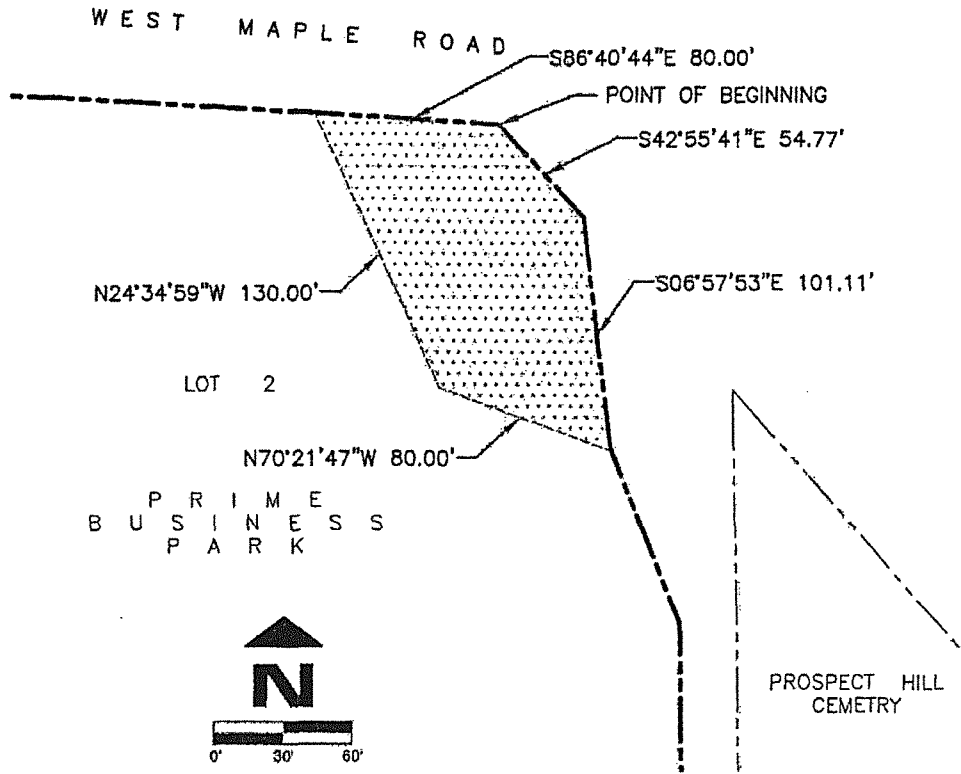 WEST MAPLE ROAD
S86°40'44"E 80.00'
POINT OF BEGINNING
S42°55'41"E 54.77'
N24°34'59"W 130.00'
S06°57'53"E 101.11'
LOT 2
N70°21'47"W 80.00'
PRIME
BUSINESS
PARK
N
0' 30' 60'
PROSPECT HILL
CEMETRY